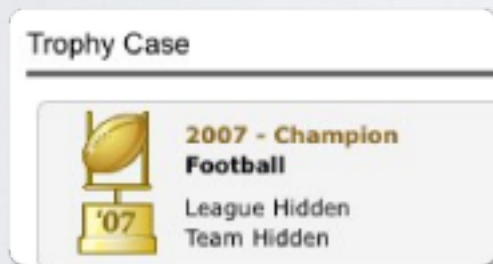 Trophy Case
2007 - Champion
Football
League Hidden
Team Hidden
'07